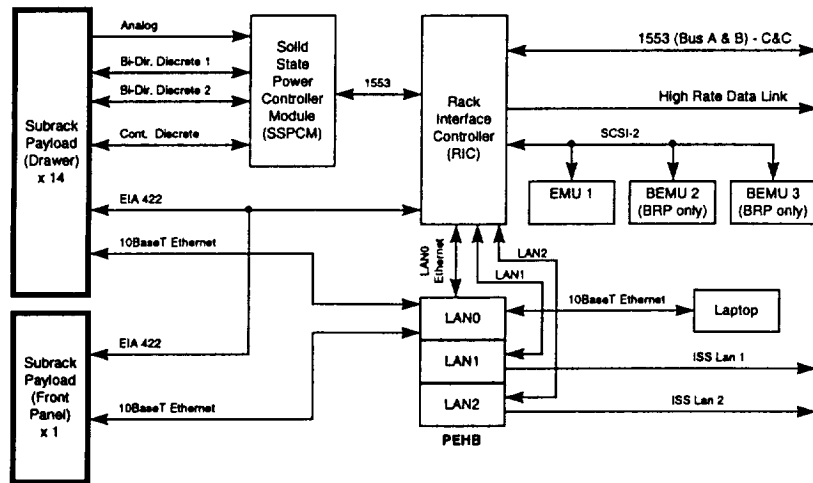 Subrack
Payload
(Drawer)
x 14
Analog
Bi-Dir. Discrete 1
Bi-Dir. Discrete 2
Cont. Discrete
EIA 422
10BaseT Ethernet
Solid
State
Power
Controller
Module
(SSPCM)
1553
Rack
Interface
Controller
(RIC)
1553 (Bus A & B) - C&C
High Rate Data Link
SCSI-2
EMU 1
BEMU 2
(BRP only)
BEMU 3
(BRP only)
LAN0
Ethernet
LAN1
LAN2
Subrack
Payload
(Front
Panel)
x 1
EIA 422
10BaseT Ethernet
LAN0
LAN1
LAN2
PEHB
10BaseT Ethernet
Laptop
ISS Lan 1
ISS Lan 2